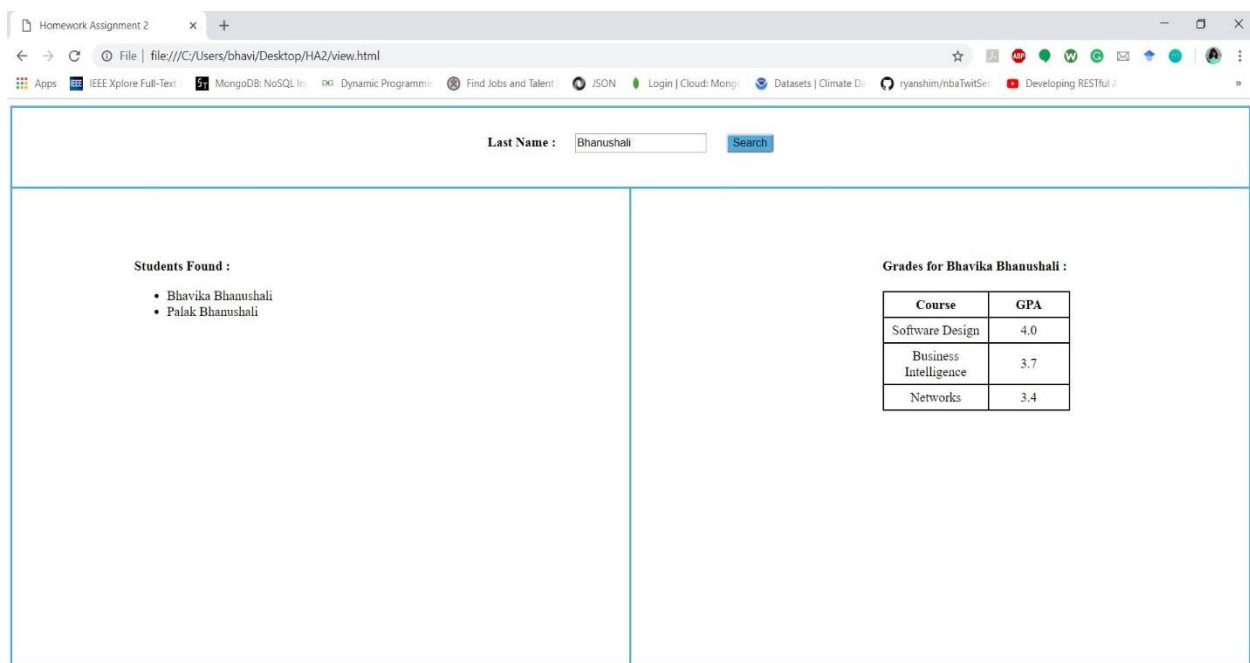 Homework Assignment 2
File | file:///C:/Users/bhavi/Desktop/HA2/view.html
Apps IEEE Xplore Full-Text MongoDB: NoSQL In Dynamic Programmi Find Jobs and Talent JSON Login | Cloud: Mong Datasets | Climate Da ryanshim/nbaTwitSer Developing RESTful
Last Name : Bhanushali Search
Students Found :
• Bhavika Bhanushali
• Palak Bhanushali
Grades for Bhavika Bhanushali :
Course GPA
Software Design 4.0
Business
Intelligence 3.7
Networks 3.4